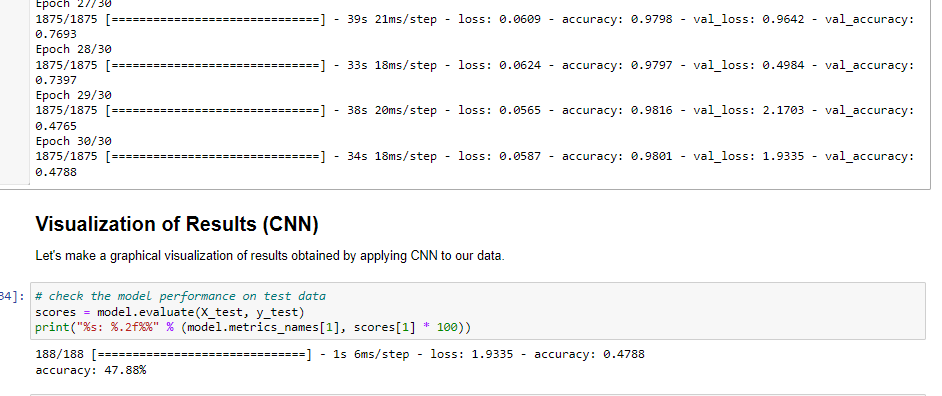 Epoch 27/30
1875/1875 [==============================] - 39s 21ms/step - loss: 0.0609 - accuracy: 0.9798 - val_loss: 0.9642 - val_accuracy:
0.7693
Epoch 28/30
1875/1875 [==============================] - 33s 18ms/step - loss: 0.0624 - accuracy: 0.9797 - val_loss: 0.4984 - val_accuracy:
0.7397
Epoch 29/30
1875/1875 [==============================] - 38s 20ms/step - loss: 0.0565 - accuracy: 0.9816 - val_loss: 2.1703 - val_accuracy:
0.4765
Epoch 30/30
1875/1875 [==============================] - 34s 18ms/step - loss: 0.0587 - accuracy: 0.9801 - val_loss: 1.9335 - val_accuracy:
0.4788
Visualization of Results (CNN)
Let's make a graphical visualization of results obtained by applying CNN to our data.
34]: # check the model performance on test data
scores = model.evaluate(X_test, y_test)
print("%s: %.2f%%" % (model.metrics_names[1], scores[1] * 100))
188/188 [==============================] - 1s 6ms/step - loss: 1.9335 - accuracy: 0.4788
accuracy: 47.88%